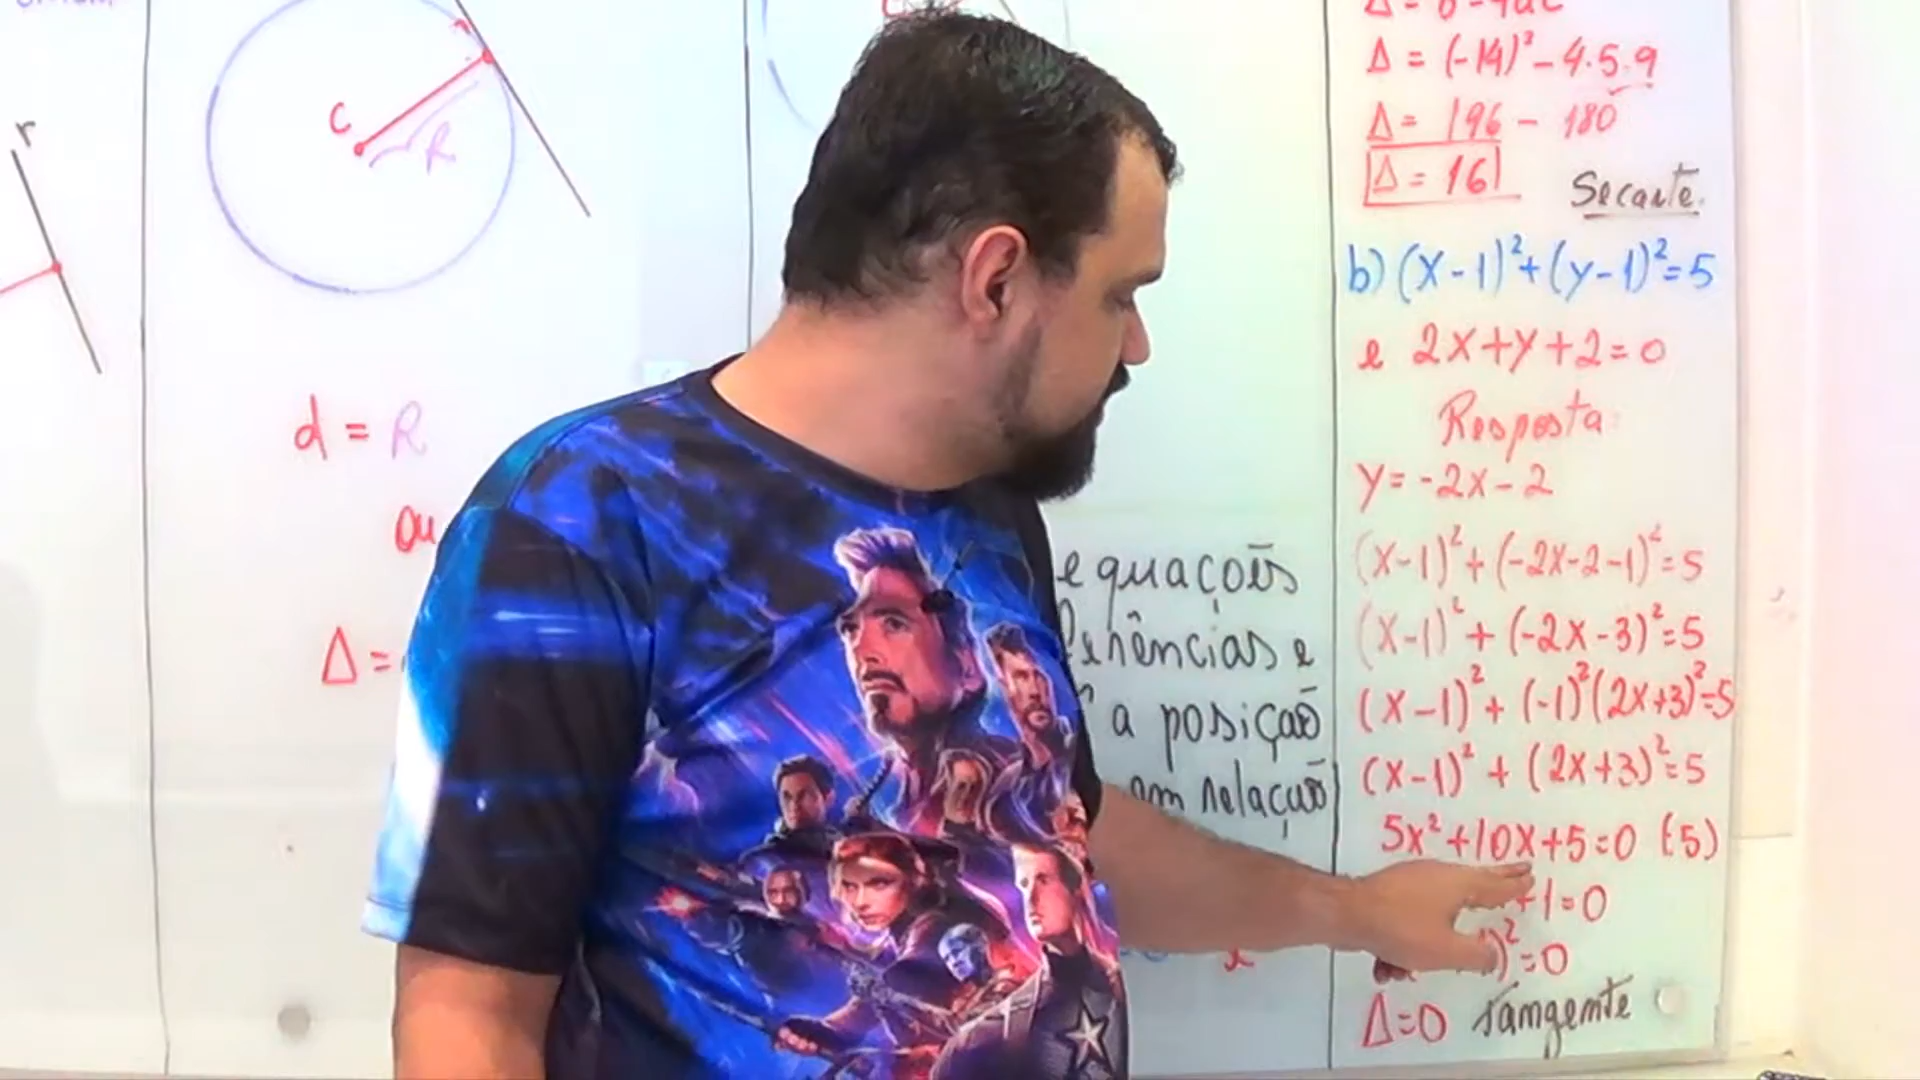 r
C
R
d = R
ou
Δ =
equações
a posição
em relação
Δ = (-14)² - 4·5·9
Δ = 196 - 180
Δ = 16
Secante.
b) (x-1)²+(y-1)²=5
e 2x+y+2=0
Resposta:
y=-2x-2
(x-1)²+(-2x-2-1)²=5
(x-1)²+(-2x-3)²=5
(x-1)²+(-1)²(2x+3)²=5
(x-1)²+(2x+3)²=5
5x²+10x+5=0 (:5)
+1=0
)²=0
Δ=0 Tangente